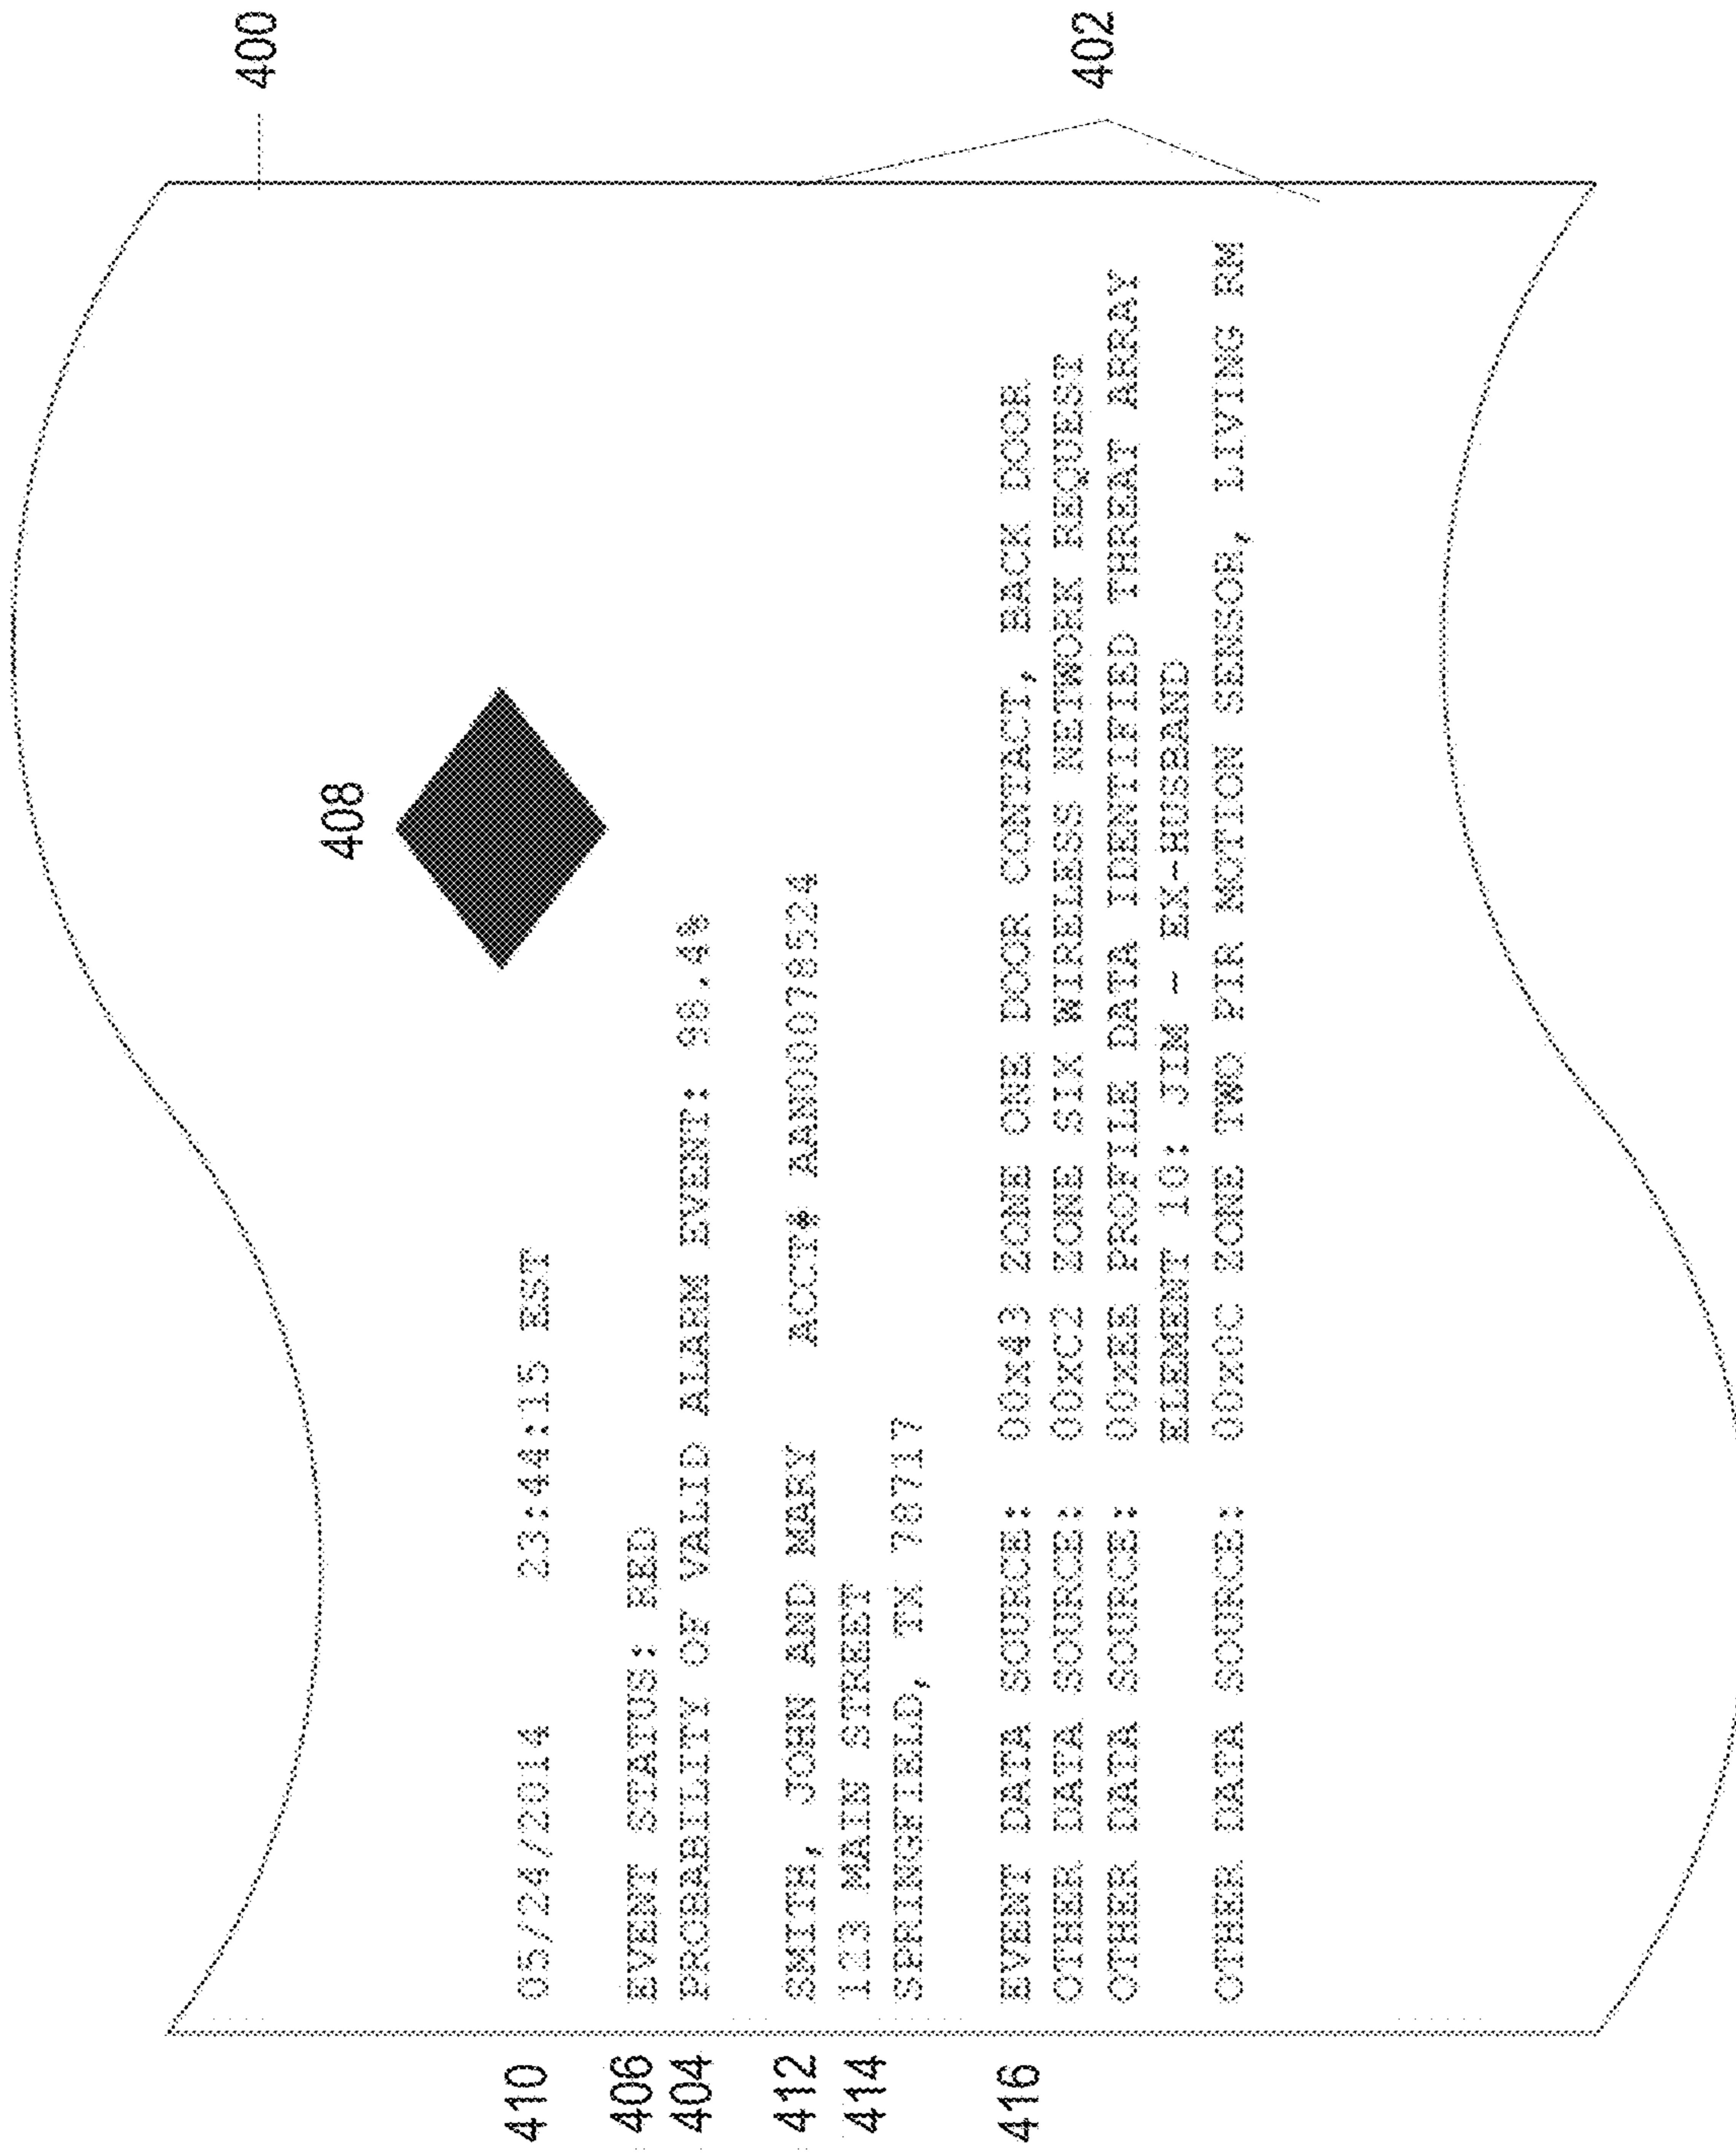 400
402
408
410 05/24/2014 23:44:15 EST
406 EVENT STATUS: RED
404 PROBABILITY OF VALID ALARM EVENT: 98.4%
412 SMITH, JOHN AND MARY ACCT# AAN00078524
414 123 MAIN STREET
SPRINGFIELD, TX 78717
416 EVENT DATA SOURCE: 00x43 ZONE ONE DOOR CONTACT, BACK DOOR
OTHER DATA SOURCE: 00xC2 ZONE SIX WIRELESS NETWORK REQUEST
OTHER DATA SOURCE: 00xEE PROFILE DATA IDENTIFIED THREAT ARRAY
ELEMENT 10: JIM - EX-HUSBAND
OTHER DATA SOURCE: 00x0C ZONE TWO PIR MOTION SENSOR, LIVING RM